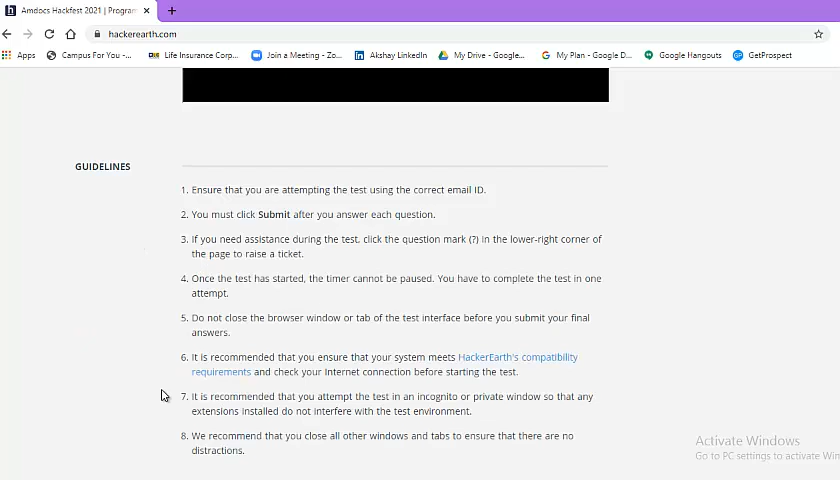 Amdocs Hackfest 2021 | Program
hackerearth.com
Apps Campus For You -... Life Insurance Corp... Join a Meeting - Zo... Akshay LinkedIn My Drive - Google... My Plan - Google D... Google Hangouts GetProspect
GUIDELINES
1. Ensure that you are attempting the test using the correct email ID.
2. You must click Submit after you answer each question.
3. If you need assistance during the test, click the question mark (?) in the lower-right corner of
the page to raise a ticket.
4. Once the test has started, the timer cannot be paused. You have to complete the test in one
attempt.
5. Do not close the browser window or tab of the test interface before you submit your final
answers.
6. It is recommended that you ensure that your system meets HackerEarth's compatibility
requirements and check your Internet connection before starting the test.
7. It is recommended that you attempt the test in an incognito or private window so that any
extensions installed do not interfere with the test environment.
8. We recommend that you close all other windows and tabs to ensure that there are no
distractions.
Activate Windows
Go to PC settings to activate Win